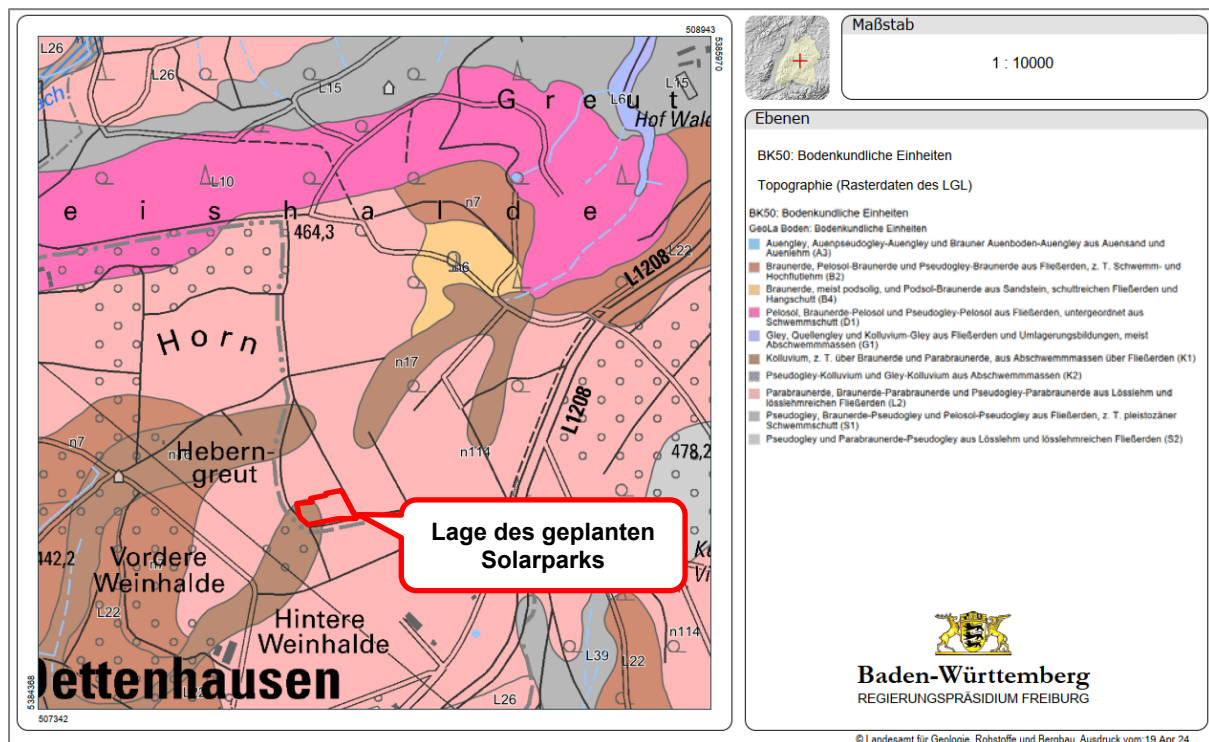 508943
5385970
L26
L26
L15
L15
L6
G r e u t
Hof Wald
L10
e i s h a l d e
n7
464,3
n6
L22
L1208
Horn
n17
L1208
n7
Hebern-
greut
n114
478,2
Lage des geplanten
Solarparks
442,2
Vordere
Weinhalde
L22
Hintere
Weinhalde
n114
L39
L22
Dettenhausen
L26
5384368
507342
Maßstab
1 : 10000
Ebenen
BK50: Bodenkundliche Einheiten
Topographie (Rasterdaten des LGL)
BK50: Bodenkundliche Einheiten
GeoLa Boden: Bodenkundliche Einheiten
Auengley, Auenpseudogley-Auengley und Brauner Auenboden-Auengley aus Auensand und
Auenlehm (A3)
Braunerde, Pelosol-Braunerde und Pseudogley-Braunerde aus Fließerden, z. T. Schwemm- und
Hochflutlehm (B2)
Braunerde, meist podsolig, und Podsol-Braunerde aus Sandstein, schuttreichen Fließerden und
Hangschutt (B4)
Pelosol, Braunerde-Pelosol und Pseudogley-Pelosol aus Fließerden, untergeordnet aus
Schwemmschutt (D1)
Gley, Quellengley und Kolluvium-Gley aus Fließerden und Umlagerungsbildungen, meist
Abschwemmmassen (G1)
Kolluvium, z. T. über Braunerde und Parabraunerde, aus Abschwemmmassen über Fließerden (K1)
Pseudogley-Kolluvium und Gley-Kolluvium aus Abschwemmmassen (K2)
Parabraunerde, Braunerde-Parabraunerde und Pseudogley-Parabraunerde aus Lösslehm und
lösslehmreichen Fließerden (L2)
Pseudogley, Braunerde-Pseudogley und Pelosol-Pseudogley aus Fließerden, z. T. pleistozäner
Schwemmschutt (S1)
Pseudogley und Parabraunerde-Pseudogley aus Lösslehm und lösslehmreichen Fließerden (S2)
Baden-Württemberg
REGIERUNGSPRÄSIDIUM FREIBURG
© Landesamt für Geologie, Rohstoffe und Bergbau, Ausdruck vom: 19.Apr.24